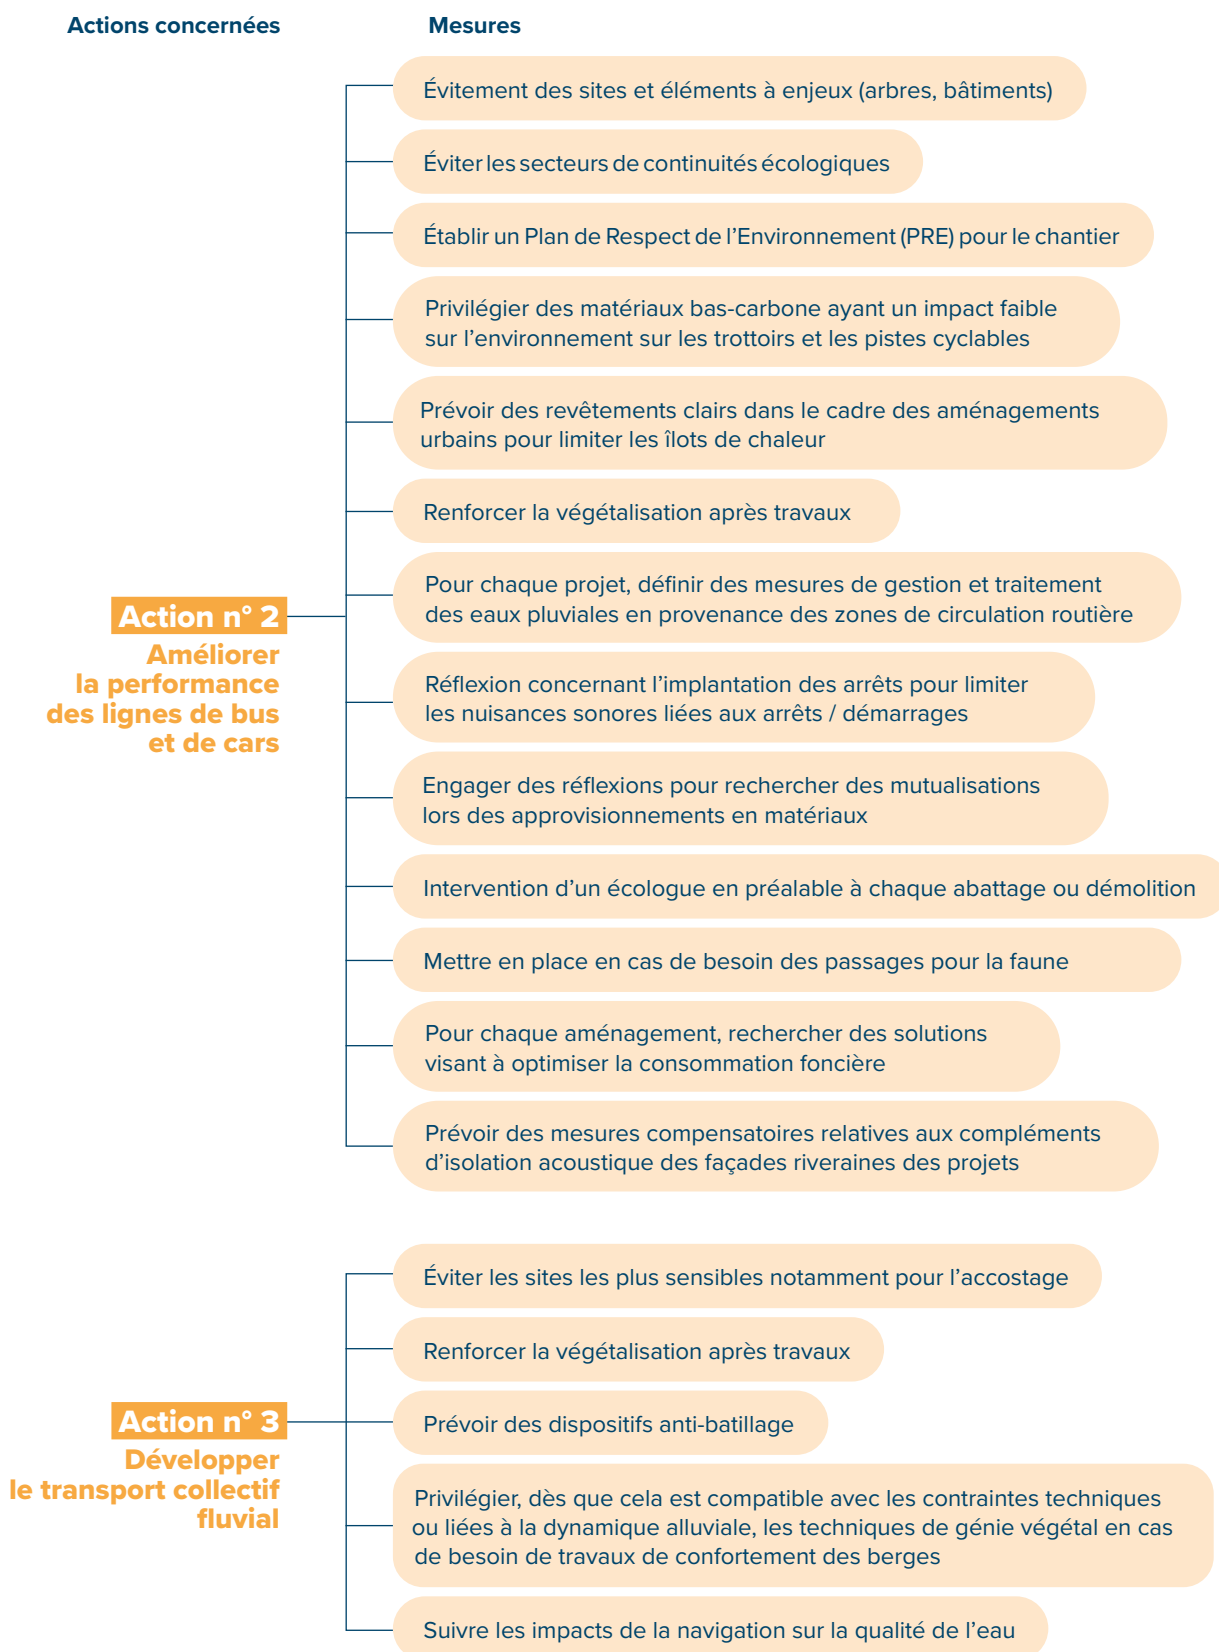 Actions concernées
Mesures
Évitement des sites et éléments à enjeux (arbres, bâtiments)
Éviter les secteurs de continuités écologiques
Établir un Plan de Respect de l’Environnement (PRE) pour le chantier
Privilégier des matériaux bas-carbone ayant un impact faible
sur l’environnement sur les trottoirs et les pistes cyclables
Prévoir des revêtements clairs dans le cadre des aménagements
urbains pour limiter les îlots de chaleur
Renforcer la végétalisation après travaux
Pour chaque projet, définir des mesures de gestion et traitement
des eaux pluviales en provenance des zones de circulation routière
Action n° 2
Améliorer
la performance
des lignes de bus
et de cars
Réflexion concernant l’implantation des arrêts pour limiter
les nuisances sonores liées aux arrêts / démarrages
Engager des réflexions pour rechercher des mutualisations
lors des approvisionnements en matériaux
Intervention d’un écologue en préalable à chaque abattage ou démolition
Mettre en place en cas de besoin des passages pour la faune
Pour chaque aménagement, rechercher des solutions
visant à optimiser la consommation foncière
Prévoir des mesures compensatoires relatives aux compléments
d’isolation acoustique des façades riveraines des projets
Éviter les sites les plus sensibles notamment pour l’accostage
Renforcer la végétalisation après travaux
Action n° 3
Développer
le transport collectif
fluvial
Prévoir des dispositifs anti-batillage
Privilégier, dès que cela est compatible avec les contraintes techniques
ou liées à la dynamique alluviale, les techniques de génie végétal en cas
de besoin de travaux de confortement des berges
Suivre les impacts de la navigation sur la qualité de l’eau